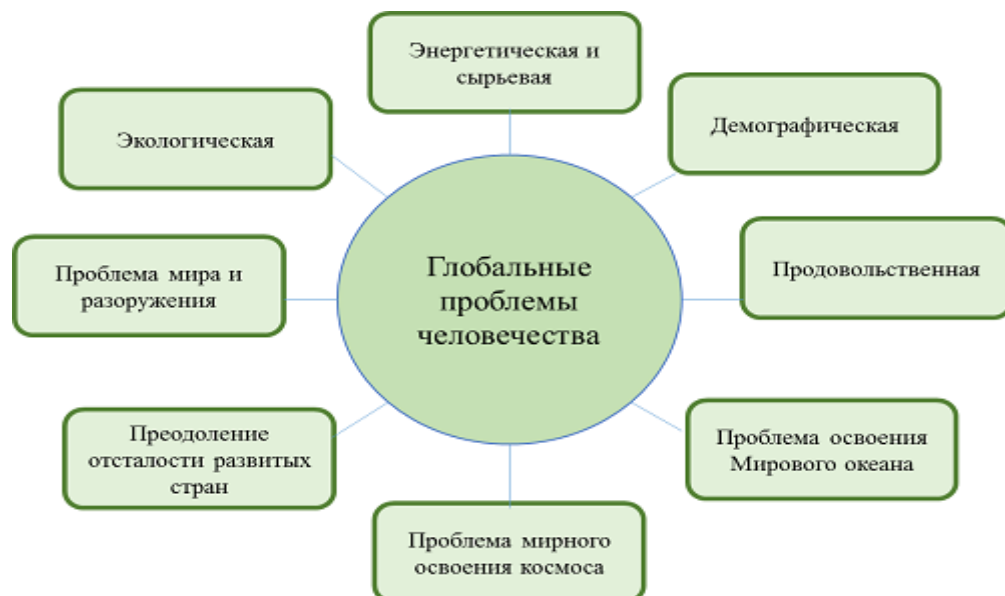 Энергетическая и
сырьевая
Экологическая
Демографическая
Проблема мира и
разоружения
Глобальные
проблемы
человечества
Продовольственная
Преодоление
отсталости развитых
стран
Проблема освоения
Мирового океана
Проблема мирного
освоения космоса